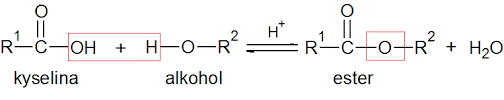 O O
R1 C OH + H O R2 H+ R1 C O R2 + H2O
kyselina alkohol ester